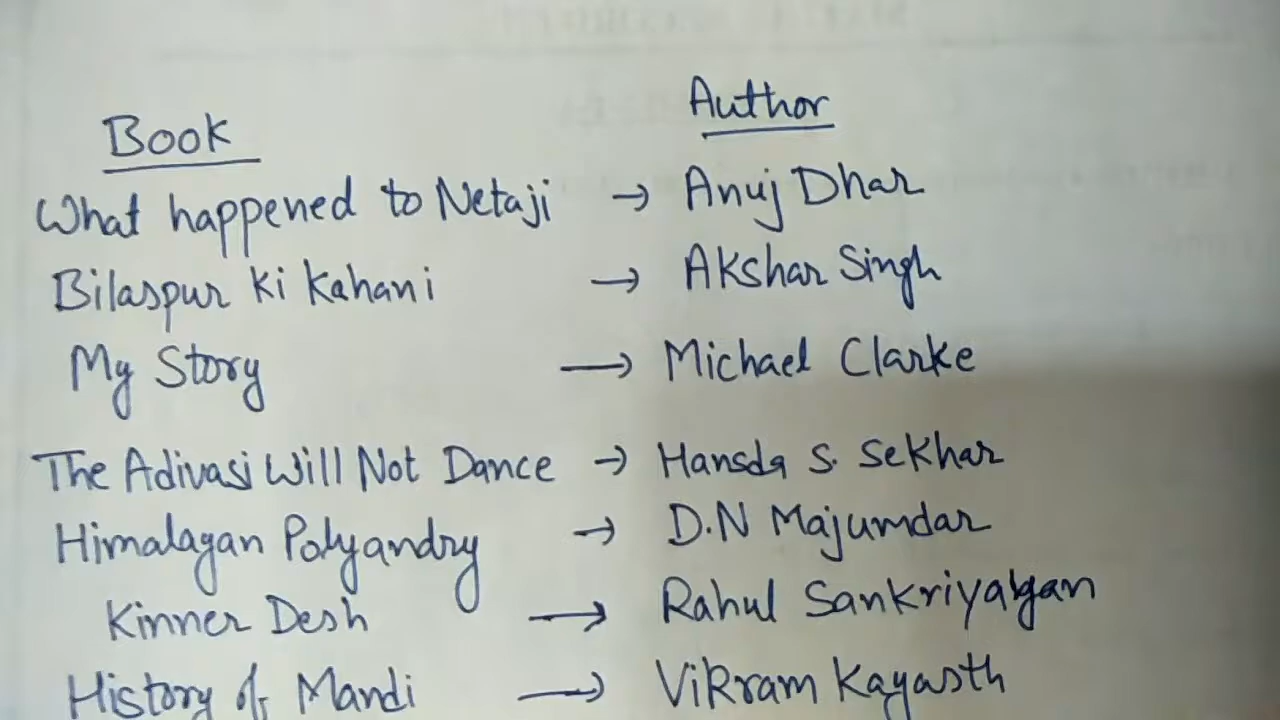 Book Author
What happened to Netaji → Anuj Dhar
Bilaspur ki Kahani → Akshar Singh
My Story → Michael Clarke
The Adivasi Will Not Dance → Hansda S. Sekhar
Himalayan Polyandry → D.N Majumdar
Kinner Desh → Rahul Sankriyalyan
History of Mandi → Vikram Kayasth